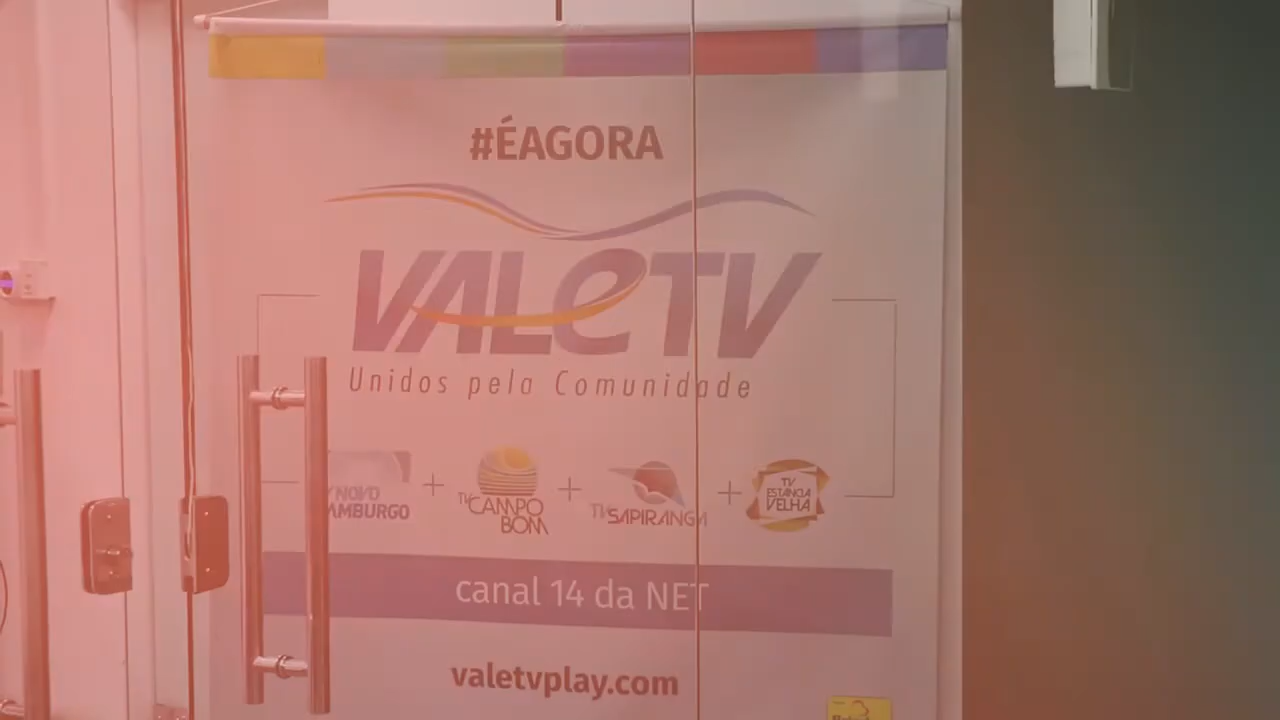 #ÉAGORA
VALeTV
Unidos pela Comunidade
NOVO
AMBURGO
+
TV CAMPO
BOM
+
TV SAPIRANGA
+
TV
ESTÂNCIA
VELHA
canal 14 da NET
valetvplay.com